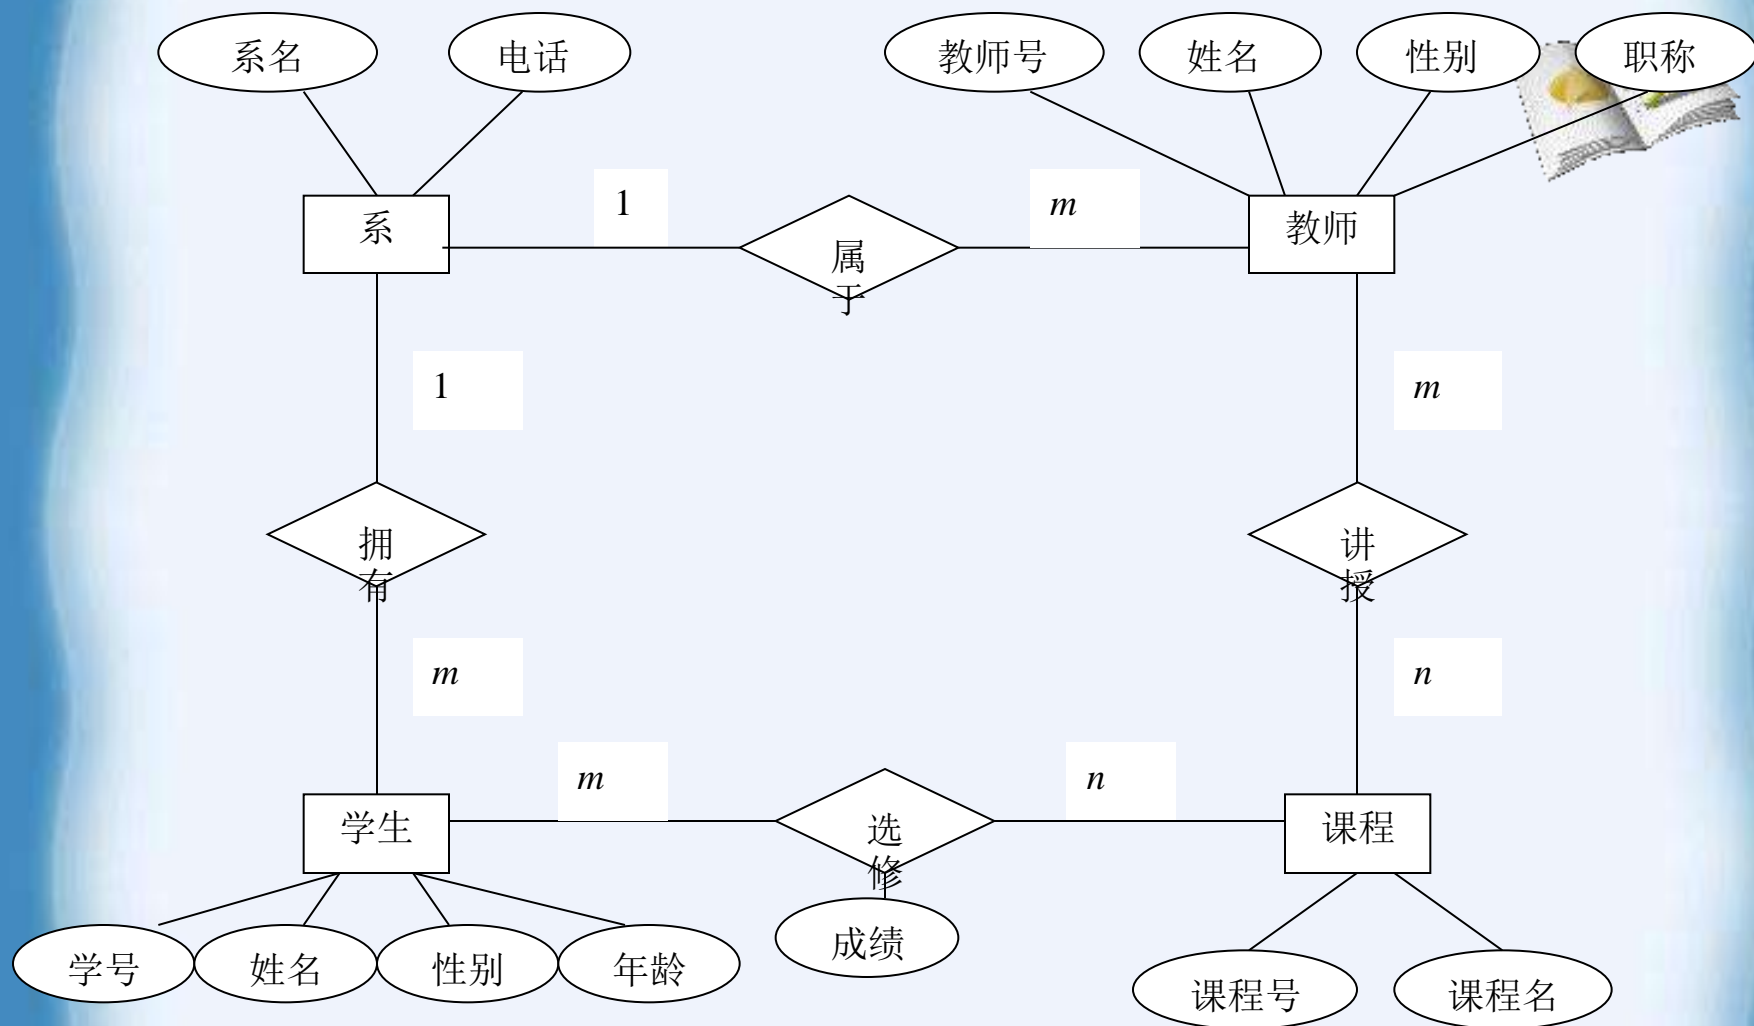 系名
电话
教师号
姓名
性别
职称
系
1
属
于
m
教师
1
m
拥
有
讲
授
m
n
学生
m
选
修
n
课程
成绩
学号
姓名
性别
年龄
课程号
课程名